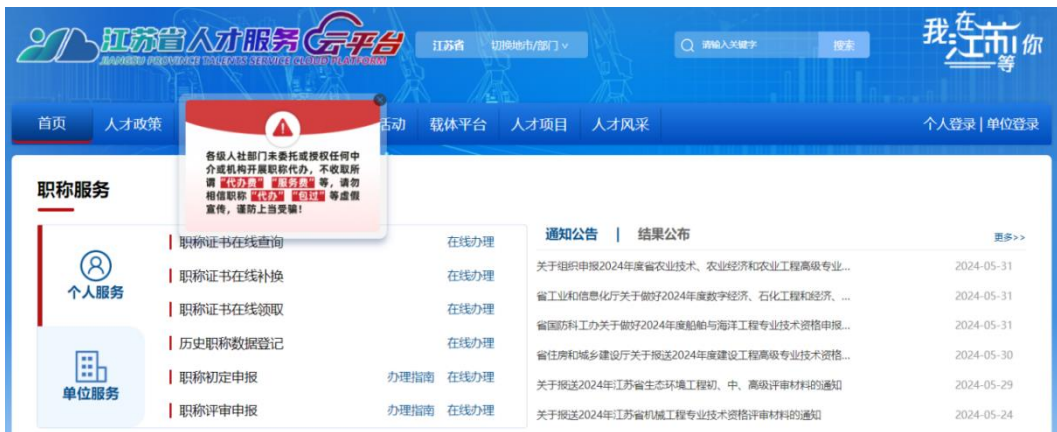 江苏省人才服务云平台
JIANGSU PROVINCE TALENTS SERVICE CLOUD PLATFORM
江苏省 切换地市/部门
请输入关键字 搜索
我在江苏等你
首页 人才政策 活动 载体平台 人才项目 人才风采 个人登录 | 单位登录
各级人社部门未委托或授权任何中
介或机构开展职称代办，不收取所
谓“代办费”“服务费”等，请勿
相信职称“代办”“包过”等虚假
宣传，谨防上当受骗！
职称服务
个人服务
单位服务
职称证书在线查询 在线办理
职称证书在线补换 在线办理
职称证书在线领取 在线办理
历史职称数据登记 在线办理
职称初定申报 办理指南 在线办理
职称评审申报 办理指南 在线办理
通知公告 | 结果公布 更多>>
关于组织申报2024年度省农业技术、农业经济和农业工程高级专业... 2024-05-31
省工业和信息化厅关于做好2024年度数字经济、石化工程和经济、... 2024-05-31
省国防科工办关于做好2024年度船舶与海洋工程专业技术资格申报... 2024-05-31
省住房和城乡建设厅关于报送2024年度建设工程高级专业技术资格... 2024-05-30
关于报送2024年江苏省生态环境工程初、中、高级评审材料的通知 2024-05-29
关于报送2024年江苏省机械工程专业技术资格评审材料的通知 2024-05-24